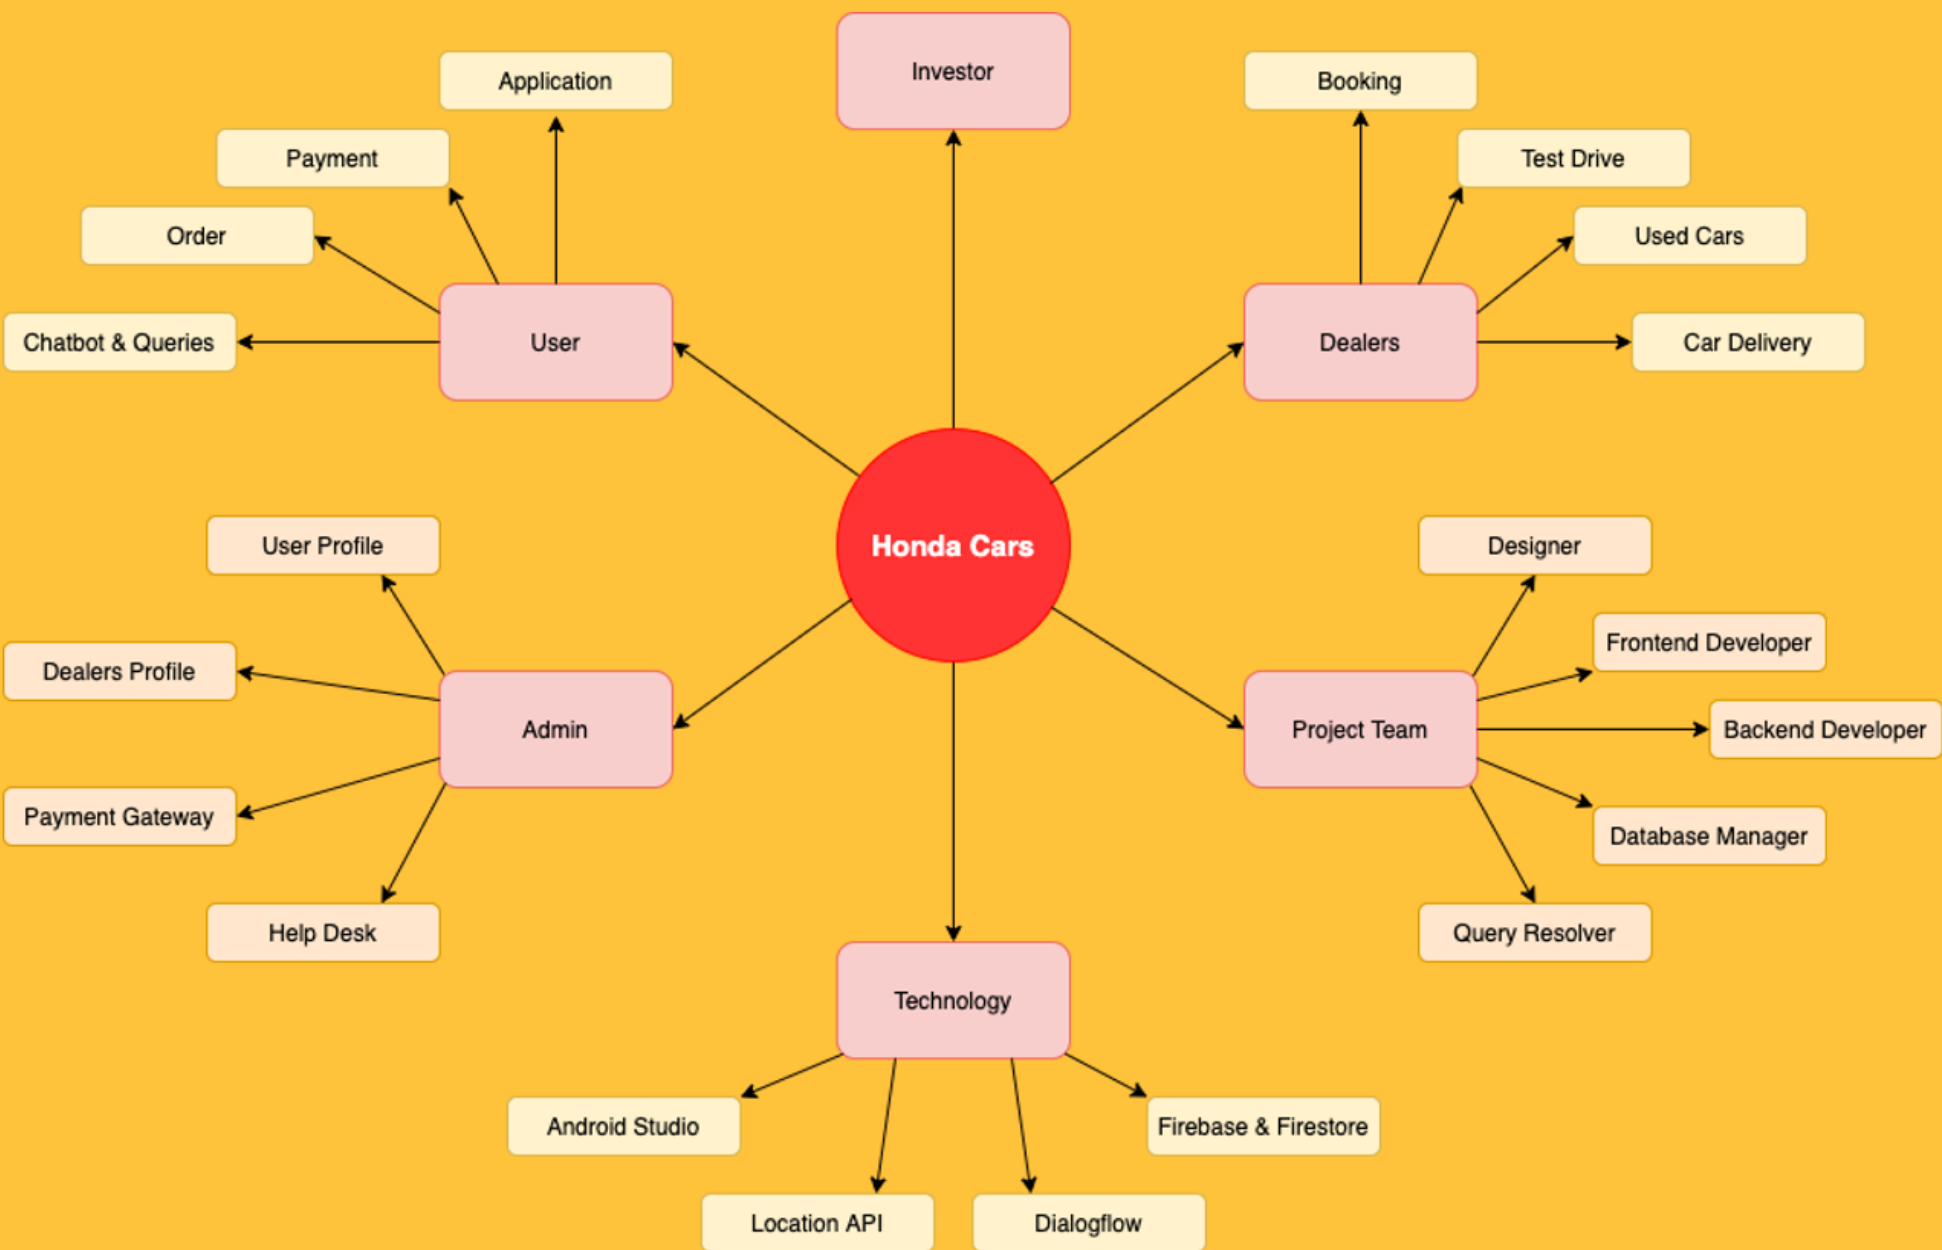 Investor
Application
Booking
Payment
Test Drive
Order
Used Cars
Chatbot & Queries
User
Dealers
Car Delivery
Honda Cars
User Profile
Designer
Frontend Developer
Dealers Profile
Admin
Project Team
Backend Developer
Payment Gateway
Database Manager
Help Desk
Query Resolver
Technology
Android Studio
Firebase & Firestore
Location API
Dialogflow